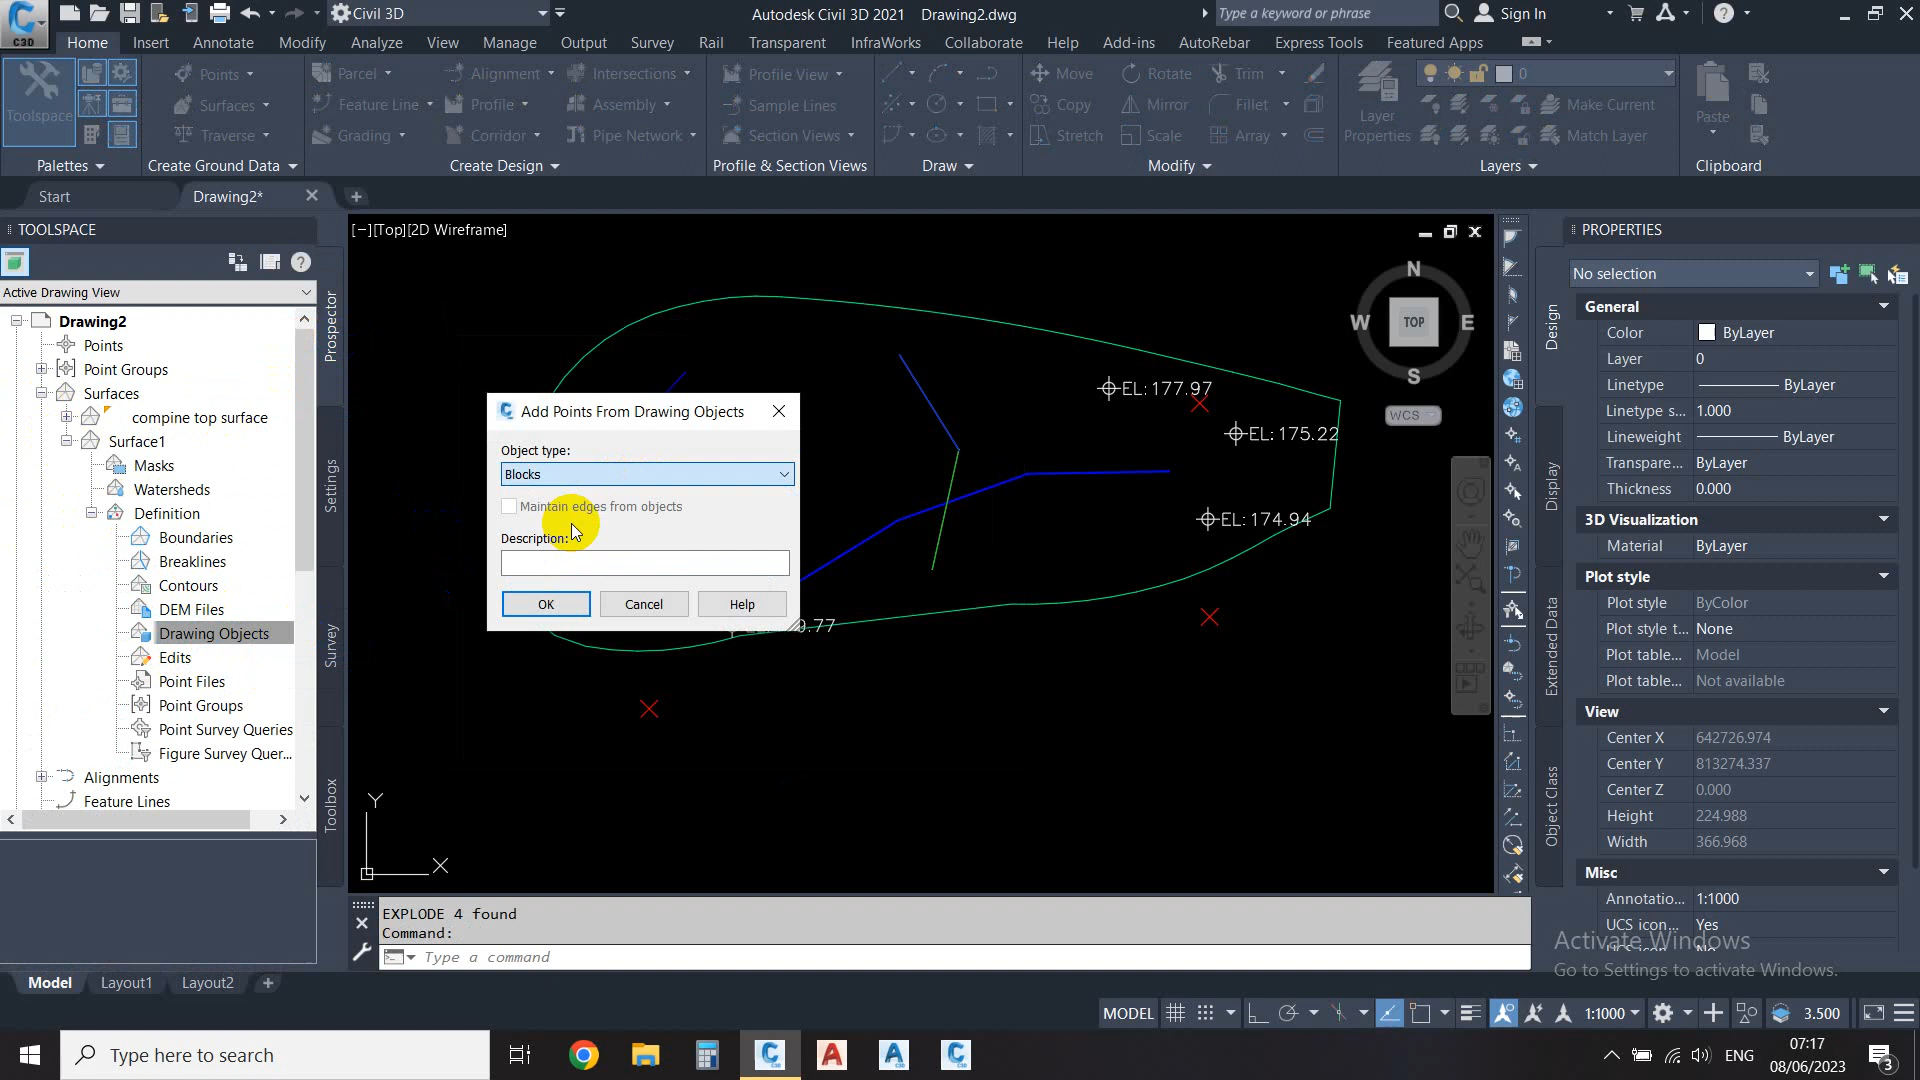 C3D
Civil 3D
Autodesk Civil 3D 2021 Drawing2.dwg
Type a keyword or phrase
Sign In
Home Insert Annotate Modify Analyze View Manage Output Survey Rail Transparent InfraWorks Collaborate Help Add-ins AutoRebar Express Tools Featured Apps
Toolspace
Points
Surfaces
Traverse
Parcel
Feature Line
Grading
Alignment
Profile
Corridor
Intersections
Assembly
Pipe Network
Profile View
Sample Lines
Section Views
Move
Copy
Stretch
Rotate
Mirror
Scale
Trim
Fillet
Array
Layer
Properties
0
Make Current
Match Layer
Paste
Palettes
Create Ground Data
Create Design
Profile & Section Views
Draw
Modify
Layers
Clipboard
Start
Drawing2*
TOOLSPACE
Active Drawing View
Drawing2
Points
Point Groups
Surfaces
compine top surface
Surface1
Masks
Watersheds
Definition
Boundaries
Breaklines
Contours
DEM Files
Drawing Objects
Edits
Point Files
Point Groups
Point Survey Queries
Figure Survey Quer...
Alignments
Feature Lines
Prospector
Settings
Survey
Toolbox
[−][Top][2D Wireframe]
Add Points From Drawing Objects
Object type:
Blocks
Maintain edges from objects
Description:
OK
Cancel
Help
EL:177.97
EL:175.22
EL:174.94
N
W
TOP
E
S
WCS
Y
X
EXPLODE 4 found
Command:
Type a command
Model
Layout1
Layout2
PROPERTIES
No selection
Design
Display
Extended Data
Object Class
General
Color ByLayer
Layer 0
Linetype ByLayer
Linetype s... 1.000
Lineweight ByLayer
Transpare... ByLayer
Thickness 0.000
3D Visualization
Material ByLayer
Plot style
Plot style ByColor
Plot style t... None
Plot table... Model
Plot table... Not available
View
Center X 642726.974
Center Y 813274.337
Center Z 0.000
Height 224.988
Width 366.968
Misc
Annotatio... 1:1000
UCS icon... Yes
UCS icon... No
Activate Windows
Go to Settings to activate Windows.
MODEL
1:1000
3.500
Type here to search
ENG
07:17
08/06/2023
3